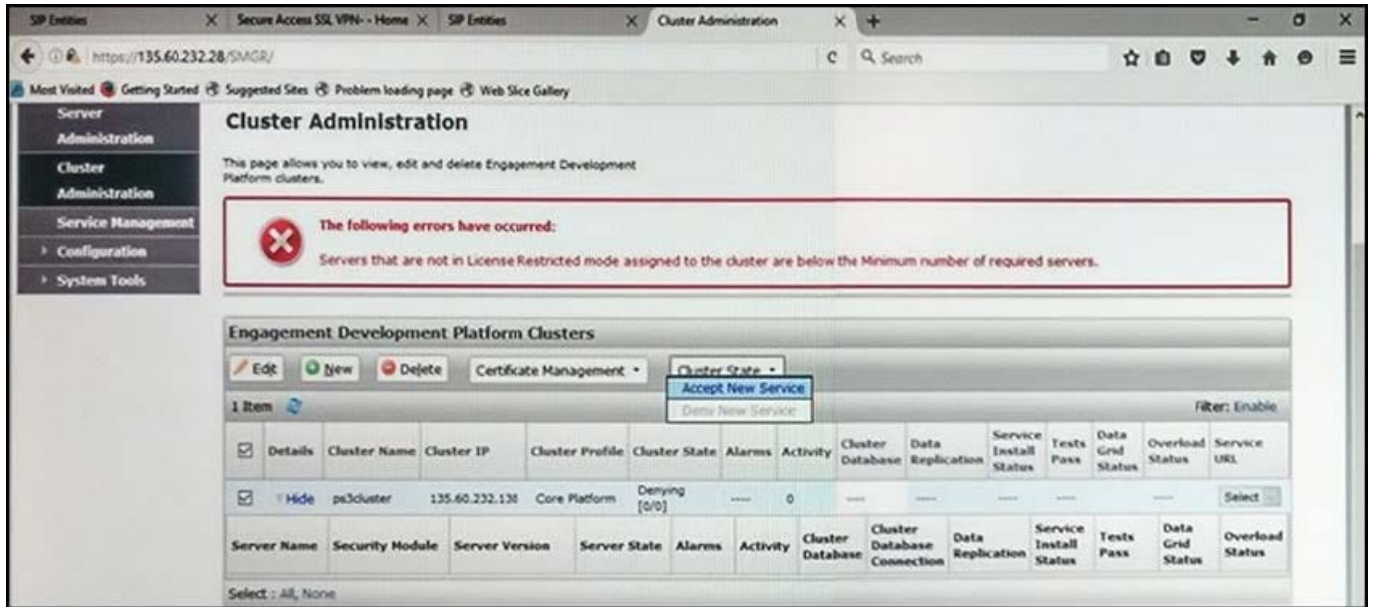 SIP Entities
Secure Access SSL VPN- - Home
SIP Entities
Cluster Administration
https://135.60.232.28/SMGR/
Search
Most Visited Getting Started Suggested Sites Problem loading page Web Slice Gallery
Server Administration
Cluster Administration
Service Management
Configuration
System Tools
Cluster Administration
This page allows you to view, edit and delete Engagement Development
Platform clusters.
The following errors have occurred:
Servers that are not in License Restricted mode assigned to the cluster are below the Minimum number of required servers.
Engagement Development Platform Clusters
Edit New Delete Certificate Management Cluster State
Accept New Service
Deny New Service
1 Item
Filter: Enable
Details Cluster Name Cluster IP Cluster Profile Cluster State Alarms Activity Cluster Database Data Replication Service Install Status Tests Pass Data Grid Status Overload Status Service URL
Hide ps3cluster 135.60.232.138 Core Platform Denying [0/0] ---- 0 ---- ---- ---- ---- ---- Select
Server Name Security Module Server Version Server State Alarms Activity Cluster Database Cluster Database Connection Data Replication Service Install Status Tests Pass Data Grid Status Overload Status
Select : All, None